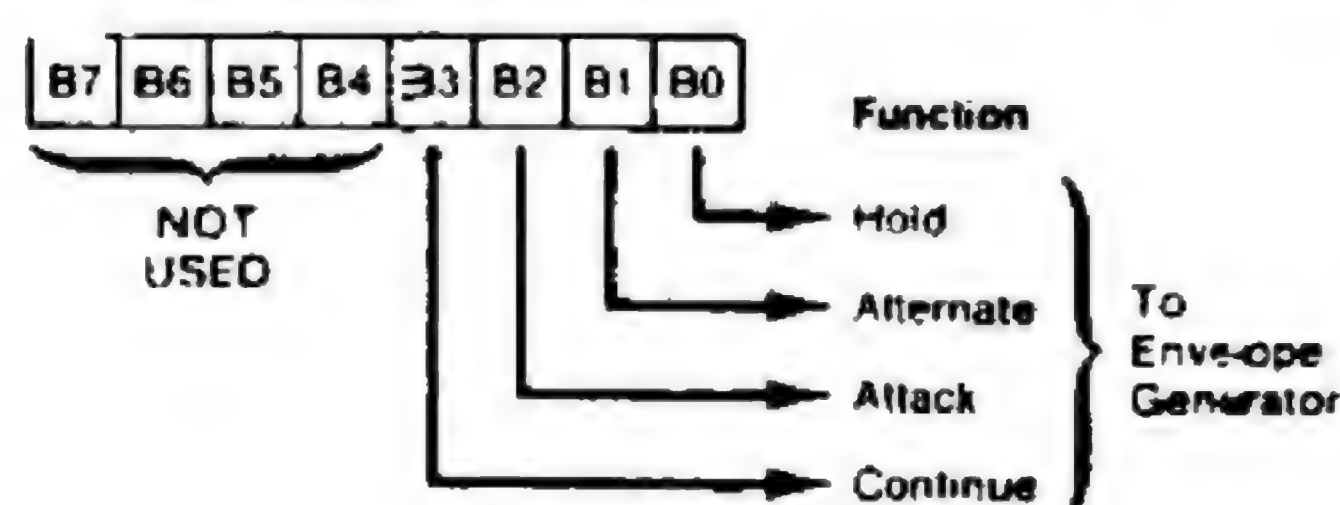 B7 B6 B5 B4 B3 B2 B1 B0
Function
NOT
USED
Hold
Alternate
Attack
Continue
To
Envelope
Generator